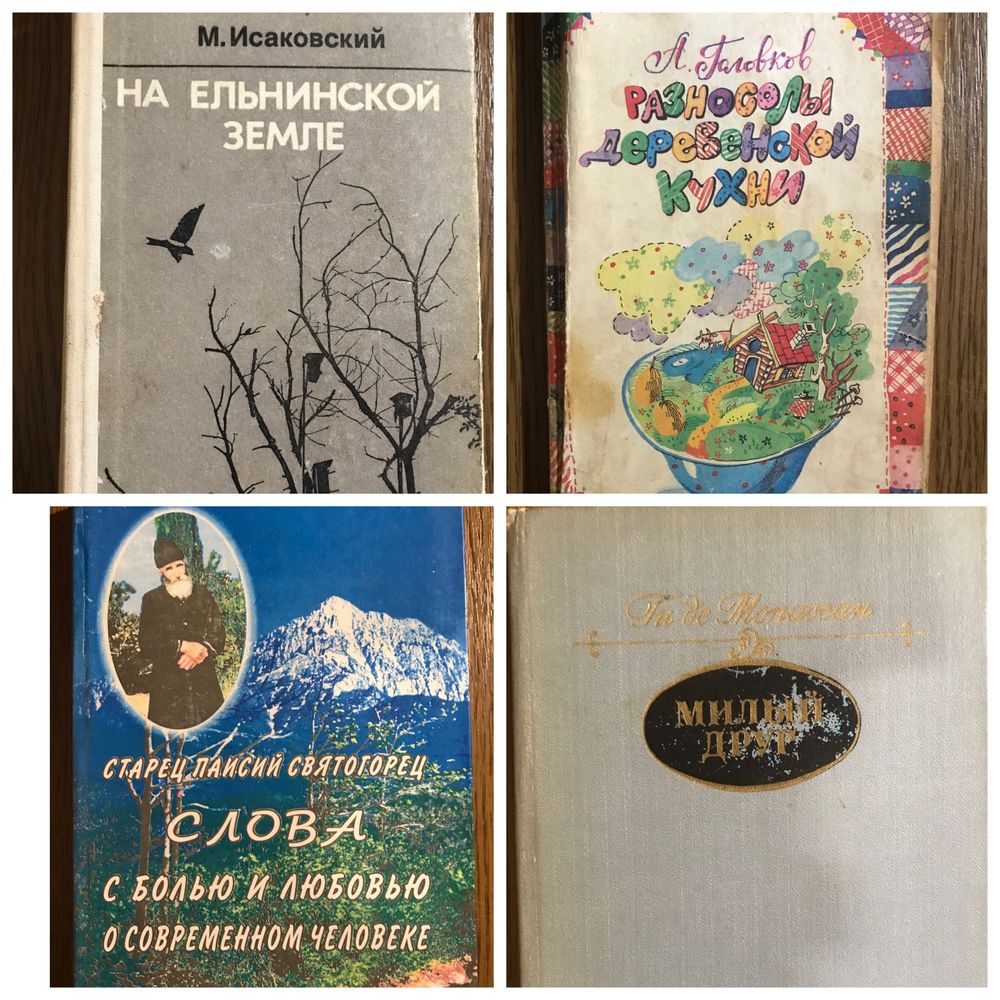 М. Исаковский
НА ЕЛЬНИНСКОЙ
ЗЕМЛЕ
А. Головков
РАЗНОСОЛЫ
деРеВеНСКОЙ
КУХНИ
СТАРЕЦ ПАИСИЙ СВЯТОГОРЕЦ
СЛОВА
С БОЛЬЮ И ЛЮБОВЬЮ
О СОВРЕМЕННОМ ЧЕЛОВЕКЕ
Ги де Мопассан
МИЛЫЙ
ДРУГ